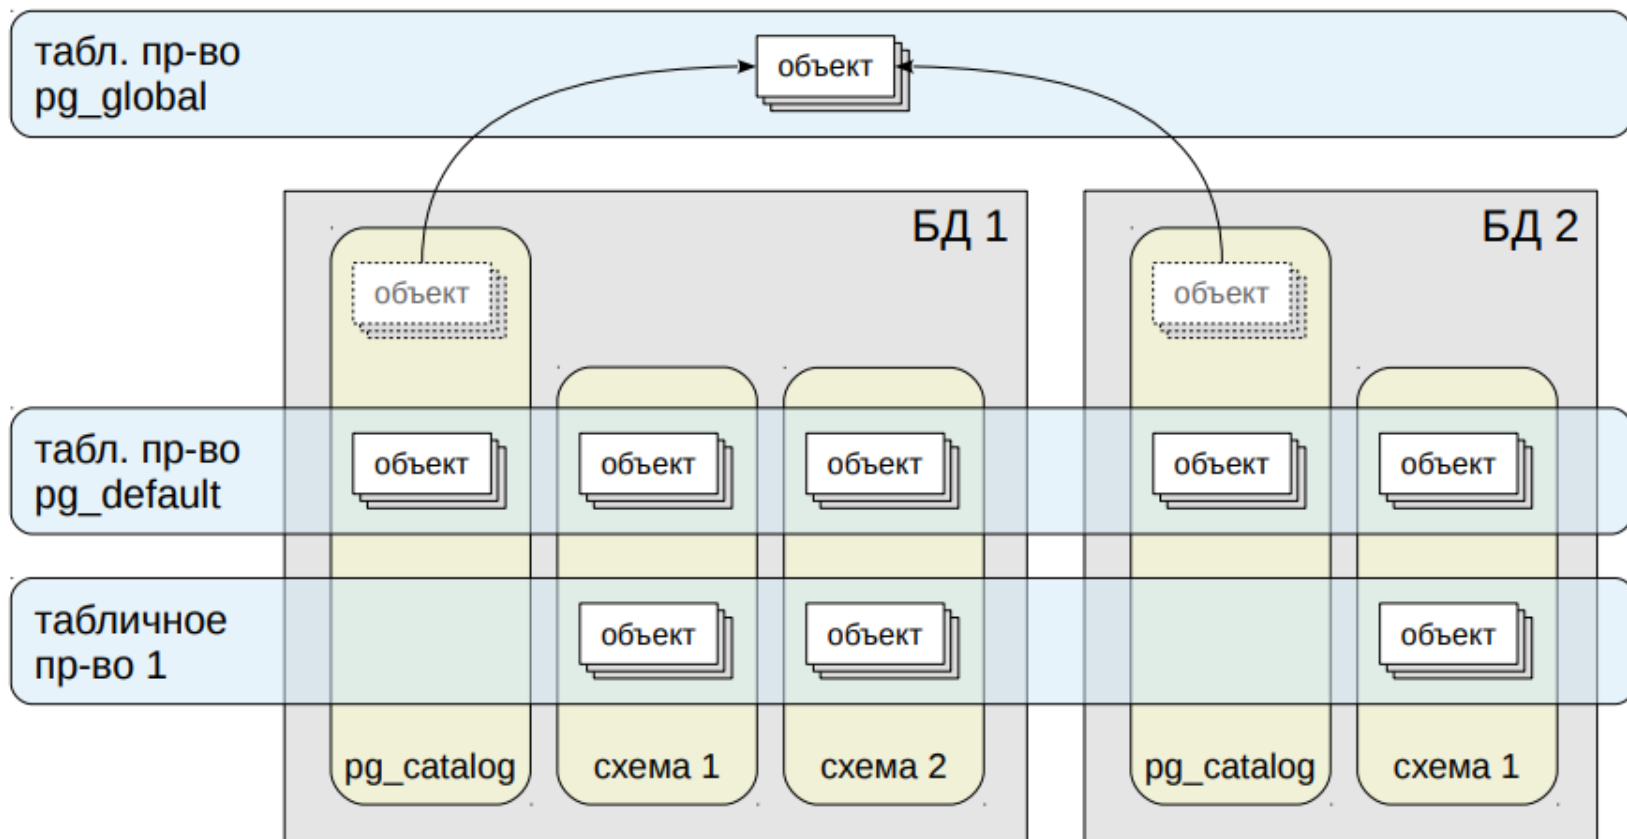 табл. пр-во
pg_global
объект
БД 1
БД 2
объект
объект
табл. пр-во
pg_default
объект
объект
объект
объект
объект
табличное
пр-во 1
объект
объект
объект
pg_catalog
схема 1
схема 2
pg_catalog
схема 1